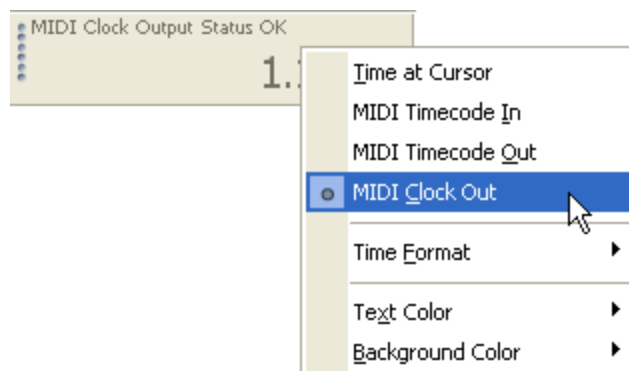 MIDI Clock Output Status OK
1.
Time at Cursor
MIDI Timecode In
MIDI Timecode Out
MIDI Clock Out
Time Format
Text Color
Background Color